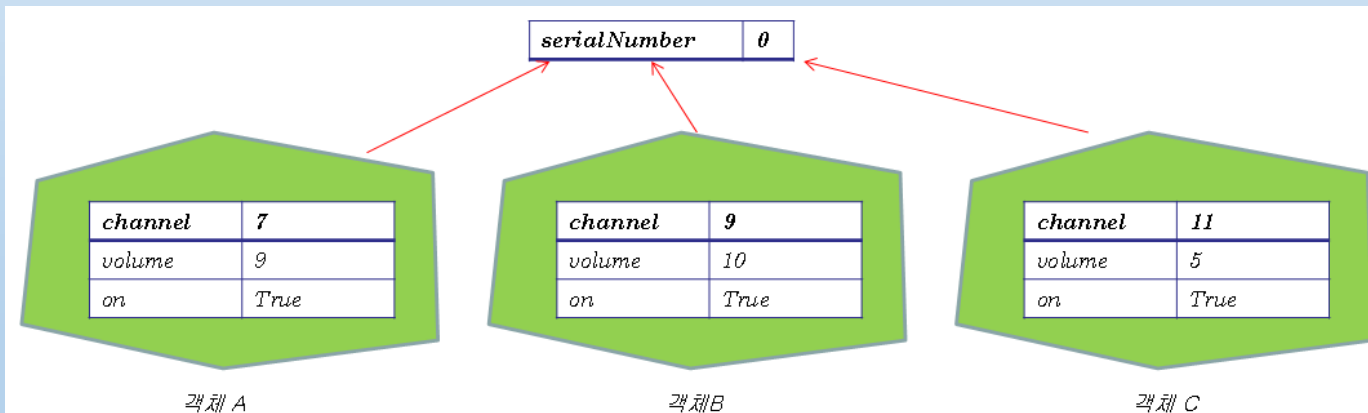 serialNumber 0
channel 7
volume 9
on True
channel 9
volume 10
on True
channel 11
volume 5
on True
객체 A
객체B
객체 C